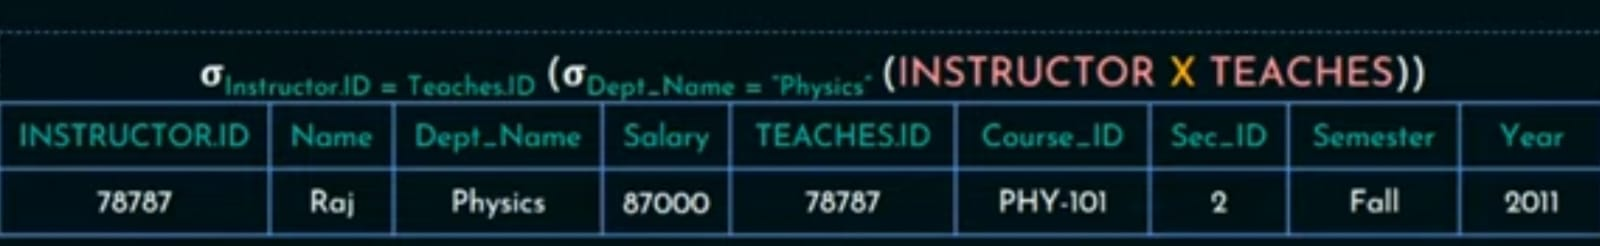 σInstructor.ID = Teaches.ID (σDept_Name = "Physics" (INSTRUCTOR X TEACHES))
INSTRUCTOR.ID Name Dept_Name Salary TEACHES.ID Course_ID Sec_ID Semester Year
78787 Raj Physics 87000 78787 PHY-101 2 Fall 2011